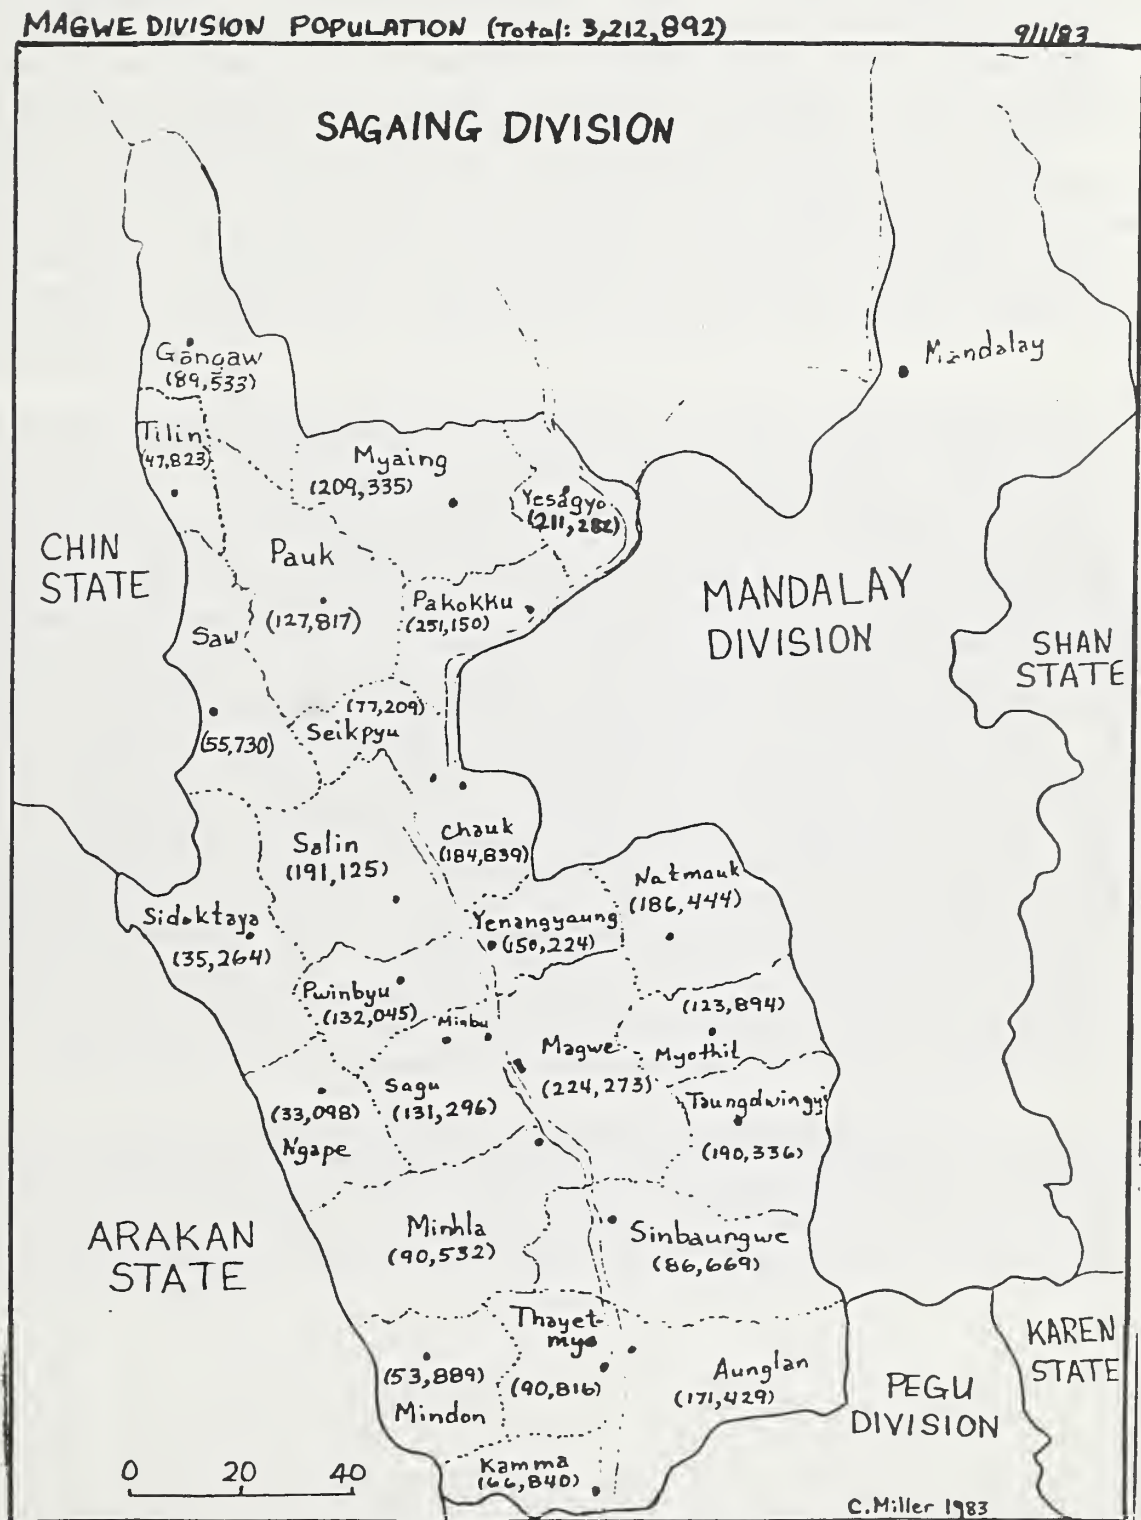 MAGWE DIVISION POPULATION (Total: 3,212,892) 9/1/83
SAGAING DIVISION
Mandalay
Gangaw
(89,533)
Tilin
(47,823)
Myaing
(209,335)
Yesagyo
(211,282)
CHIN
STATE
Pauk
(127,817)
Pakokku
(251,150)
MANDALAY
DIVISION
SHAN
STATE
Saw
(55,730)
(77,209)
Seikpyu
Salin
(191,125)
Chauk
(184,839)
Natmauk
(186,444)
Sidoktaya
(35,264)
Yenangyaung
(150,224)
Pwinbyu
(132,045)
Minbu
(123,894)
Myothit
Magwe
(224,273)
Sagu
(131,296)
(33,098)
Ngape
Taungdwingyi
(190,336)
ARAKAN
STATE
Minhla
(90,532)
Sinbaungwe
(86,669)
Thayet-
myo
(90,816)
(53,889)
Mindon
Aunglan
(171,429)
PEGU
DIVISION
KAREN
STATE
Kamma
(66,840)
0 20 40
C. Miller 1983